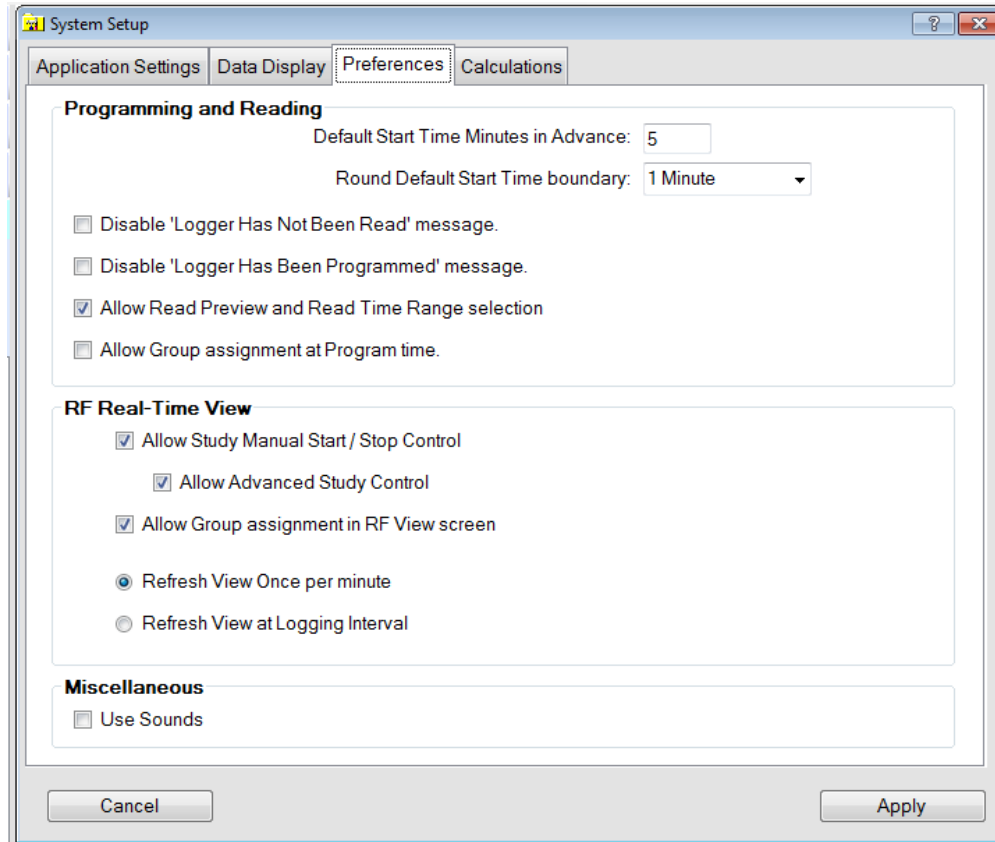 System Setup
?
Application Settings Data Display Preferences Calculations
Programming and Reading
Default Start Time Minutes in Advance: 5
Round Default Start Time boundary: 1 Minute
Disable 'Logger Has Not Been Read' message.
Disable 'Logger Has Been Programmed' message.
Allow Read Preview and Read Time Range selection
Allow Group assignment at Program time.
RF Real-Time View
Allow Study Manual Start / Stop Control
Allow Advanced Study Control
Allow Group assignment in RF View screen
Refresh View Once per minute
Refresh View at Logging Interval
Miscellaneous
Use Sounds
Cancel Apply